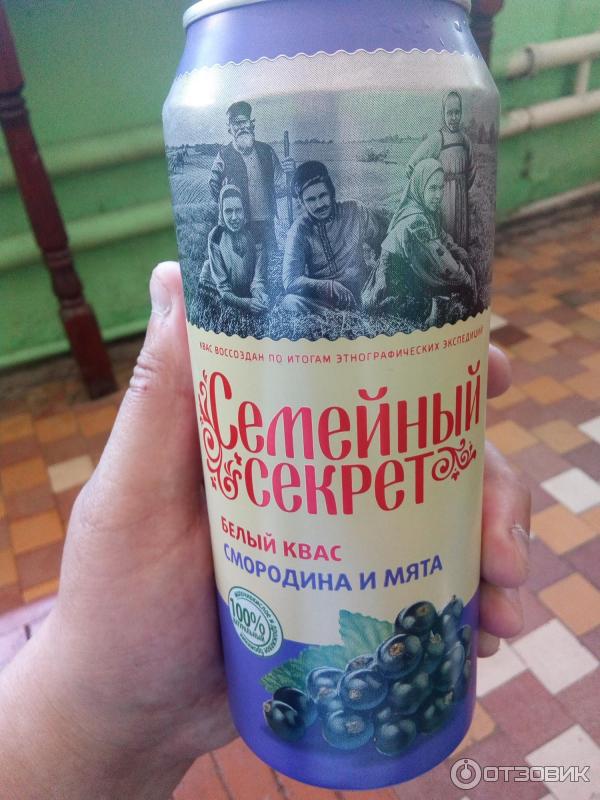 КВАС ВОССОЗДАН ПО ИТОГАМ ЭТНОГРАФИЧЕСКИХ ЭКСПЕДИЦИЙ
Семейный
секрет
БЕЛЫЙ КВАС
СМОРОДИНА И МЯТА
100%
ОТЗОВИК